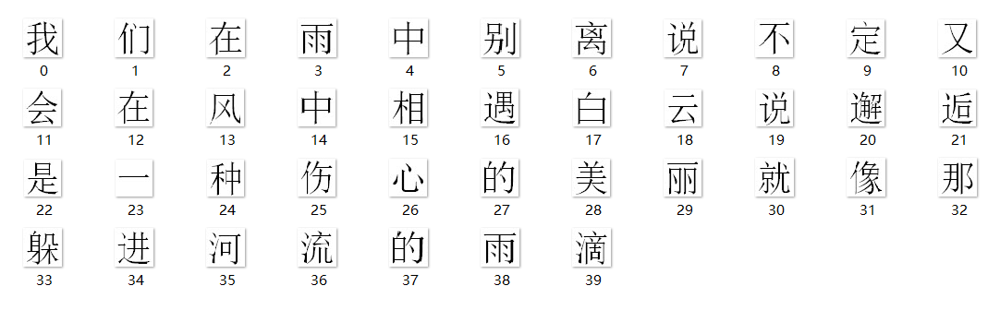 我 们 在 雨 中 别 离 说 不 定 又
0 1 2 3 4 5 6 7 8 9 10
会 在 风 中 相 遇 白 云 说 邂 逅
11 12 13 14 15 16 17 18 19 20 21
是 一 种 伤 心 的 美 丽 就 像 那
22 23 24 25 26 27 28 29 30 31 32
躲 进 河 流 的 雨 滴
33 34 35 36 37 38 39